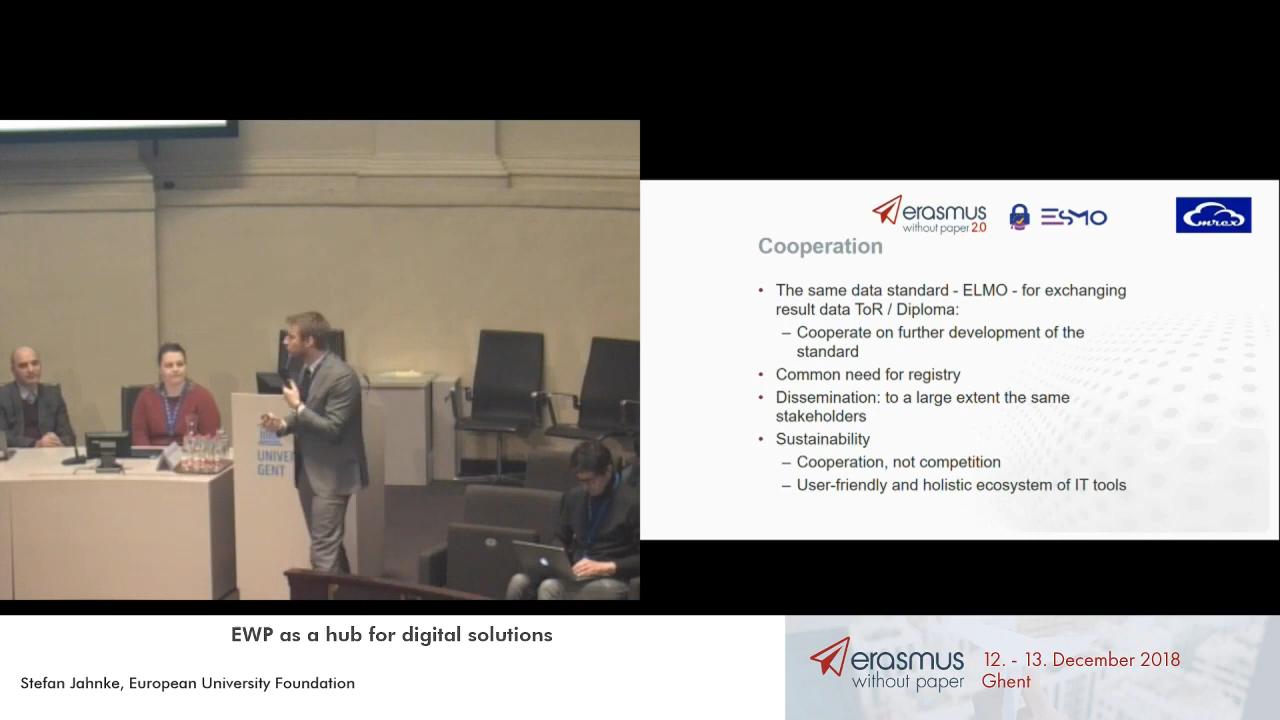 UNIVE
GENT
erasmus
without paper 2.0
ESMO
emrex
Cooperation
• The same data standard - ELMO - for exchanging
result data ToR / Diploma:
– Cooperate on further development of the
standard
• Common need for registry
• Dissemination: to a large extent the same
stakeholders
• Sustainability
– Cooperation, not competition
– User-friendly and holistic ecosystem of IT tools
EWP as a hub for digital solutions
Stefan Jahnke, European University Foundation
erasmus
without paper
12. - 13. December 2018
Ghent